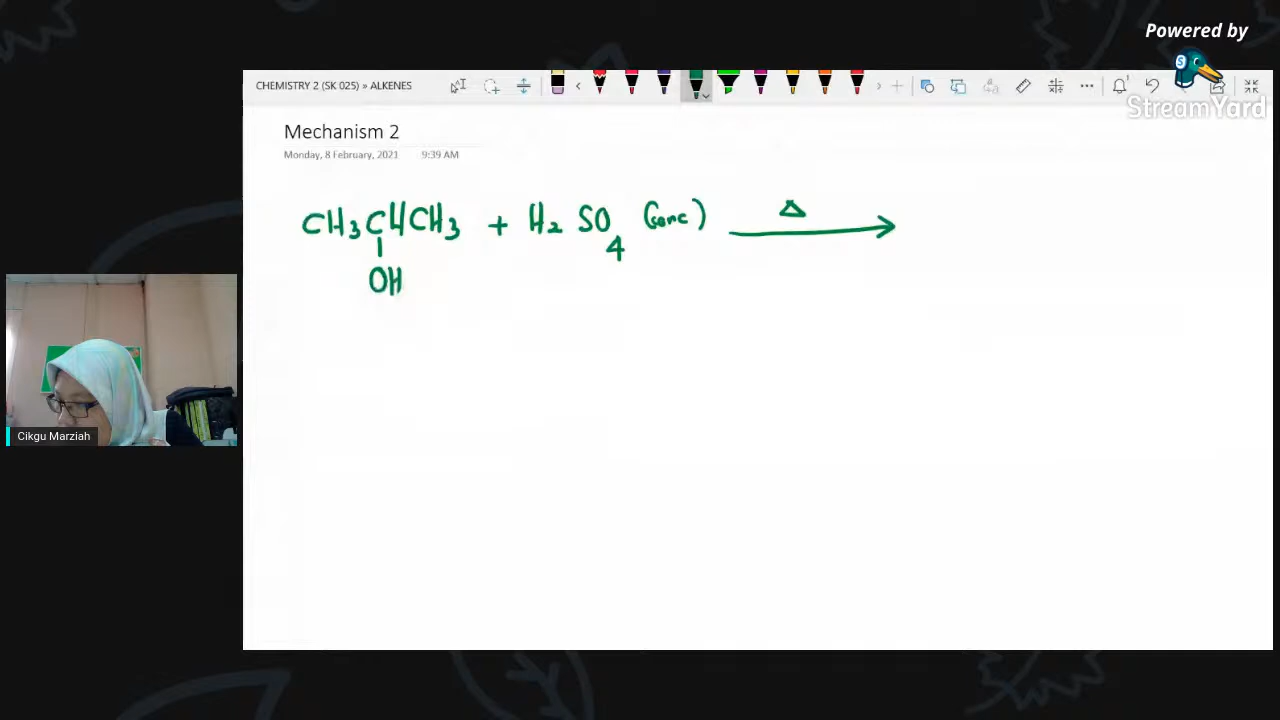 Powered by
StreamYard
CHEMISTRY 2 (SK 025) » ALKENES
Mechanism 2
Monday, 8 February, 2021 9:39 AM
CH3CHCH3 + H2SO4 (conc) Δ →
OH
Cikgu Marziah